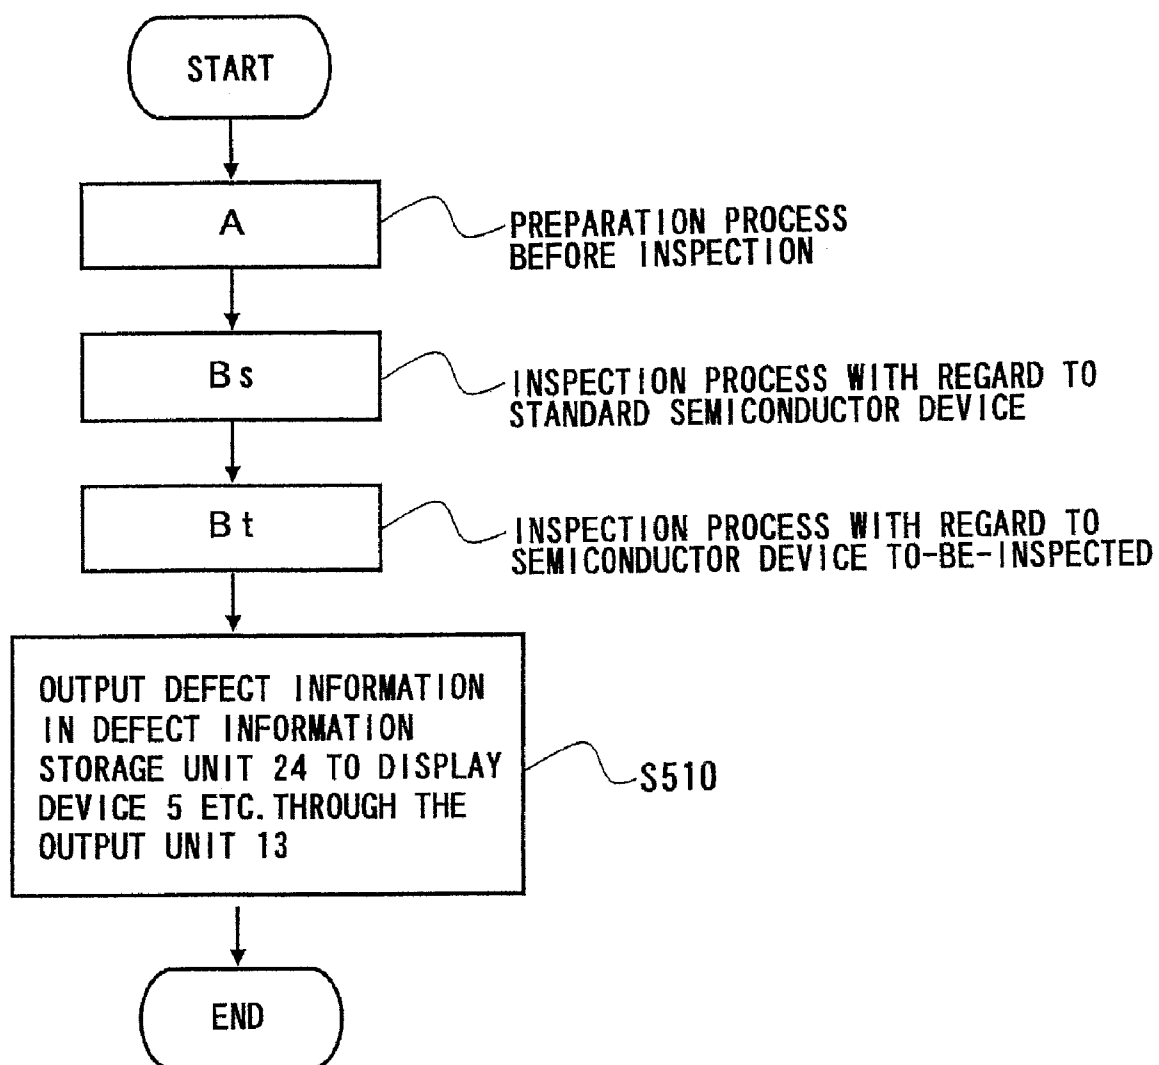 START
A
PREPARATION PROCESS
BEFORE INSPECTION
Bs
INSPECTION PROCESS WITH REGARD TO
STANDARD SEMICONDUCTOR DEVICE
Bt
INSPECTION PROCESS WITH REGARD TO
SEMICONDUCTOR DEVICE TO-BE-INSPECTED
OUTPUT DEFECT INFORMATION
IN DEFECT INFORMATION
STORAGE UNIT 24 TO DISPLAY
DEVICE 5 ETC. THROUGH THE
OUTPUT UNIT 13
S510
END